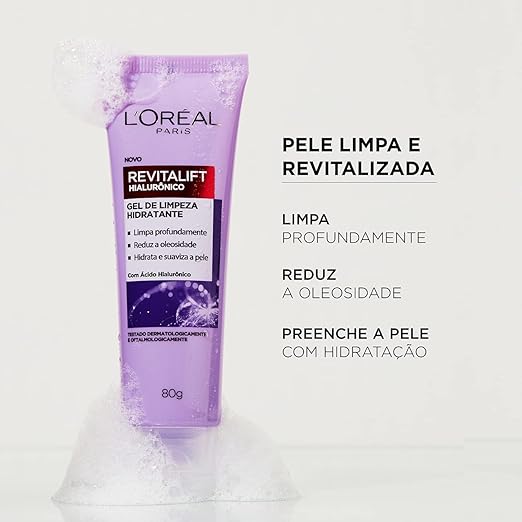 L'ORÉAL
PARIS
NOVO
REVITALIFT
HIALURÔNICO
GEL DE LIMPEZA
HIDRATANTE
Limpa profundamente
Reduz a oleosidade
Hidrata e suaviza a pele
Com Ácido Hialurônico
TESTADO DERMATOLOGICAMENTE
E OFTALMOLOGICAMENTE
80g
PELE LIMPA E
REVITALIZADA
LIMPA
PROFUNDAMENTE
REDUZ
A OLEOSIDADE
PREENCHE A PELE
COM HIDRATAÇÃO